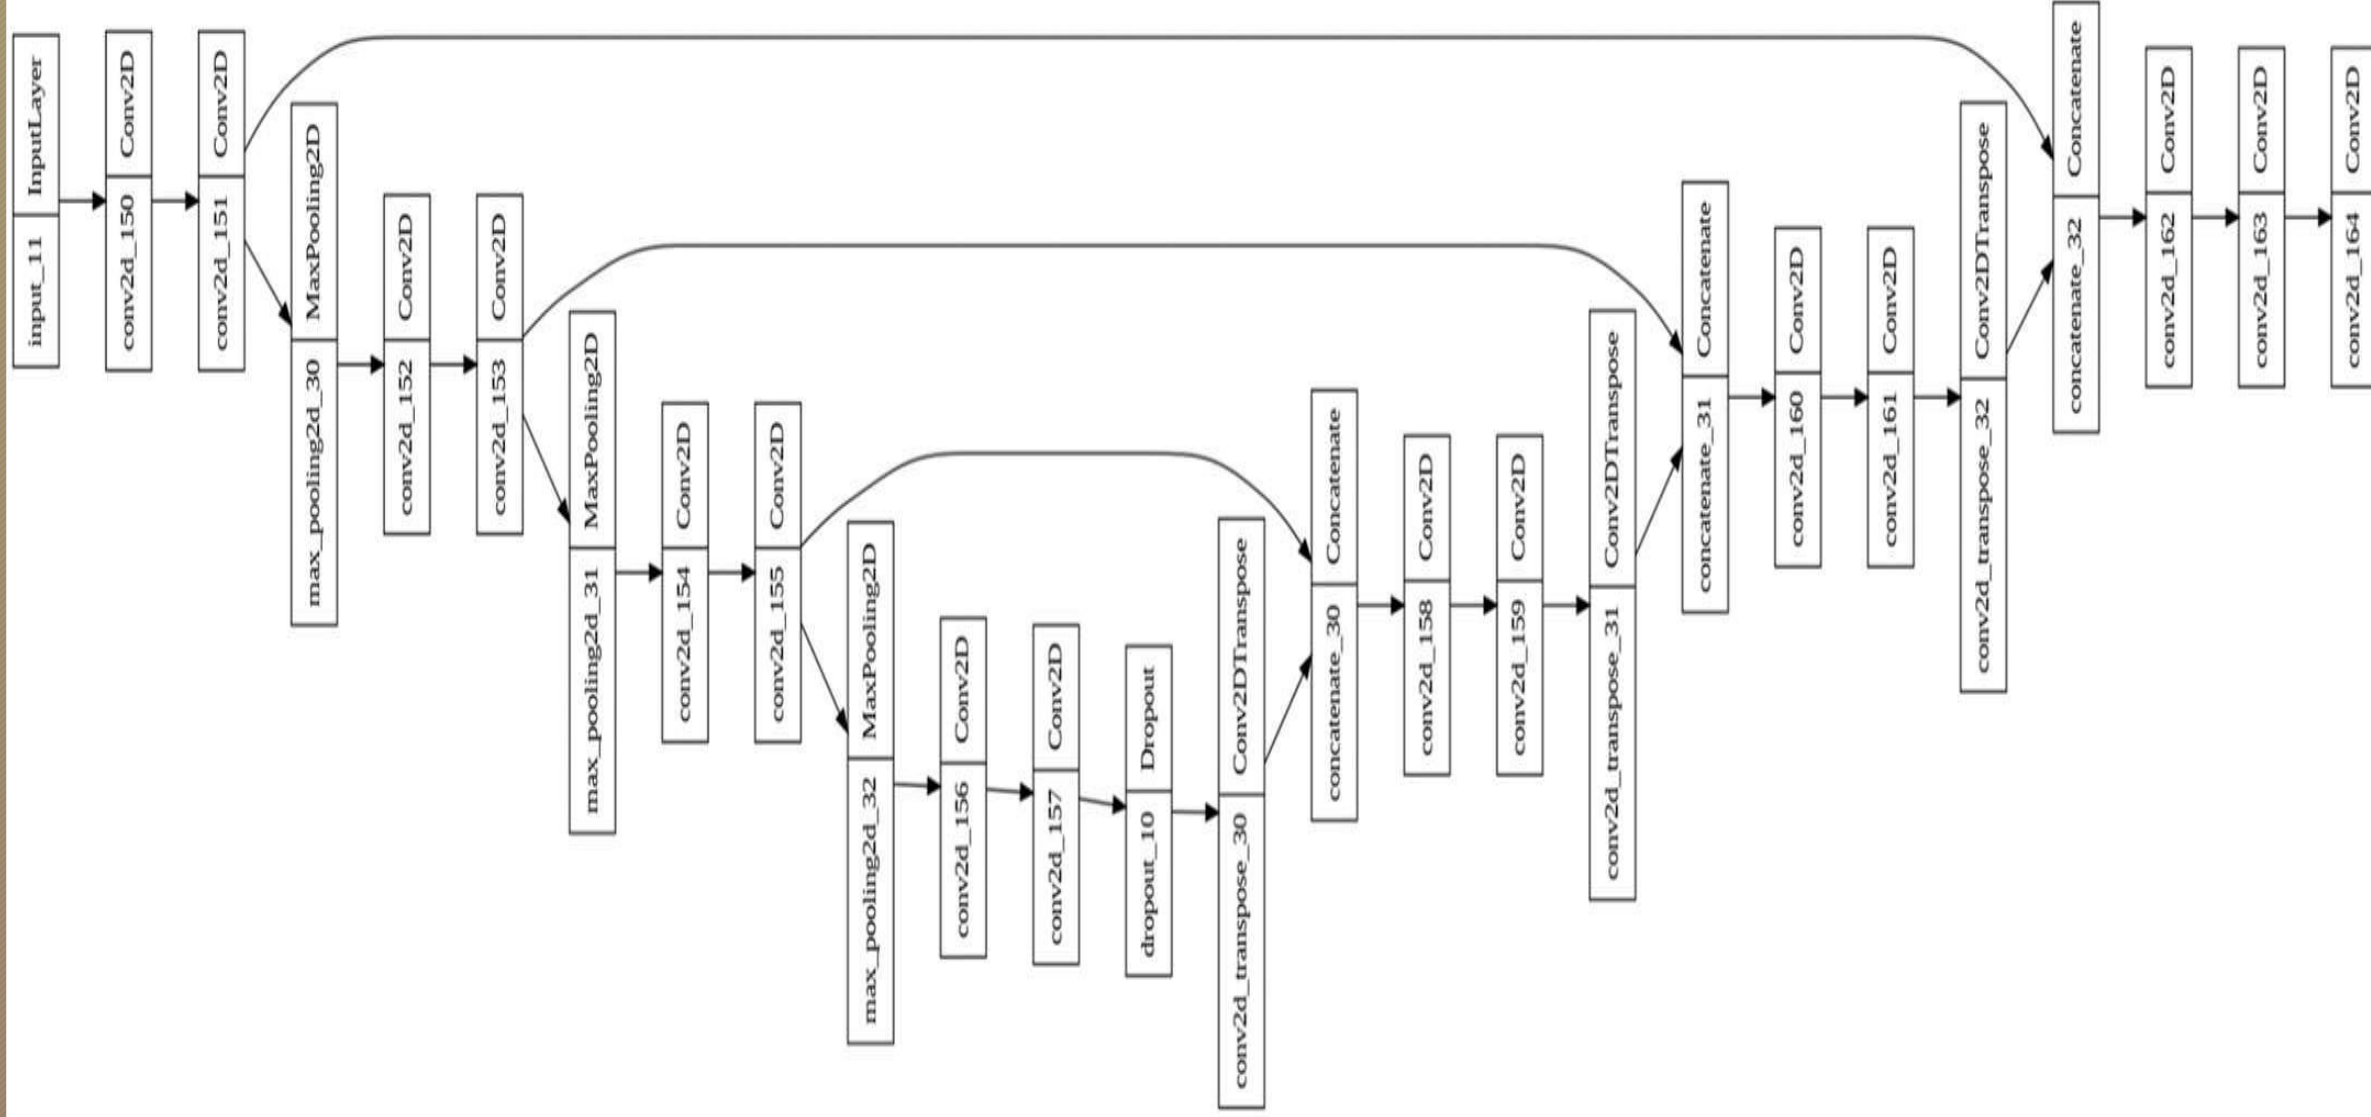 input_11 InputLayer
conv2d_150 Conv2D
conv2d_151 Conv2D
max_pooling2d_30 MaxPooling2D
conv2d_152 Conv2D
conv2d_153 Conv2D
max_pooling2d_31 MaxPooling2D
conv2d_154 Conv2D
conv2d_155 Conv2D
max_pooling2d_32 MaxPooling2D
conv2d_156 Conv2D
conv2d_157 Conv2D
dropout_10 Dropout
conv2d_transpose_30 Conv2DTranspose
concatenate_30 Concatenate
conv2d_158 Conv2D
conv2d_159 Conv2D
conv2d_transpose_31 Conv2DTranspose
concatenate_31 Concatenate
conv2d_160 Conv2D
conv2d_161 Conv2D
conv2d_transpose_32 Conv2DTranspose
concatenate_32 Concatenate
conv2d_162 Conv2D
conv2d_163 Conv2D
conv2d_164 Conv2D